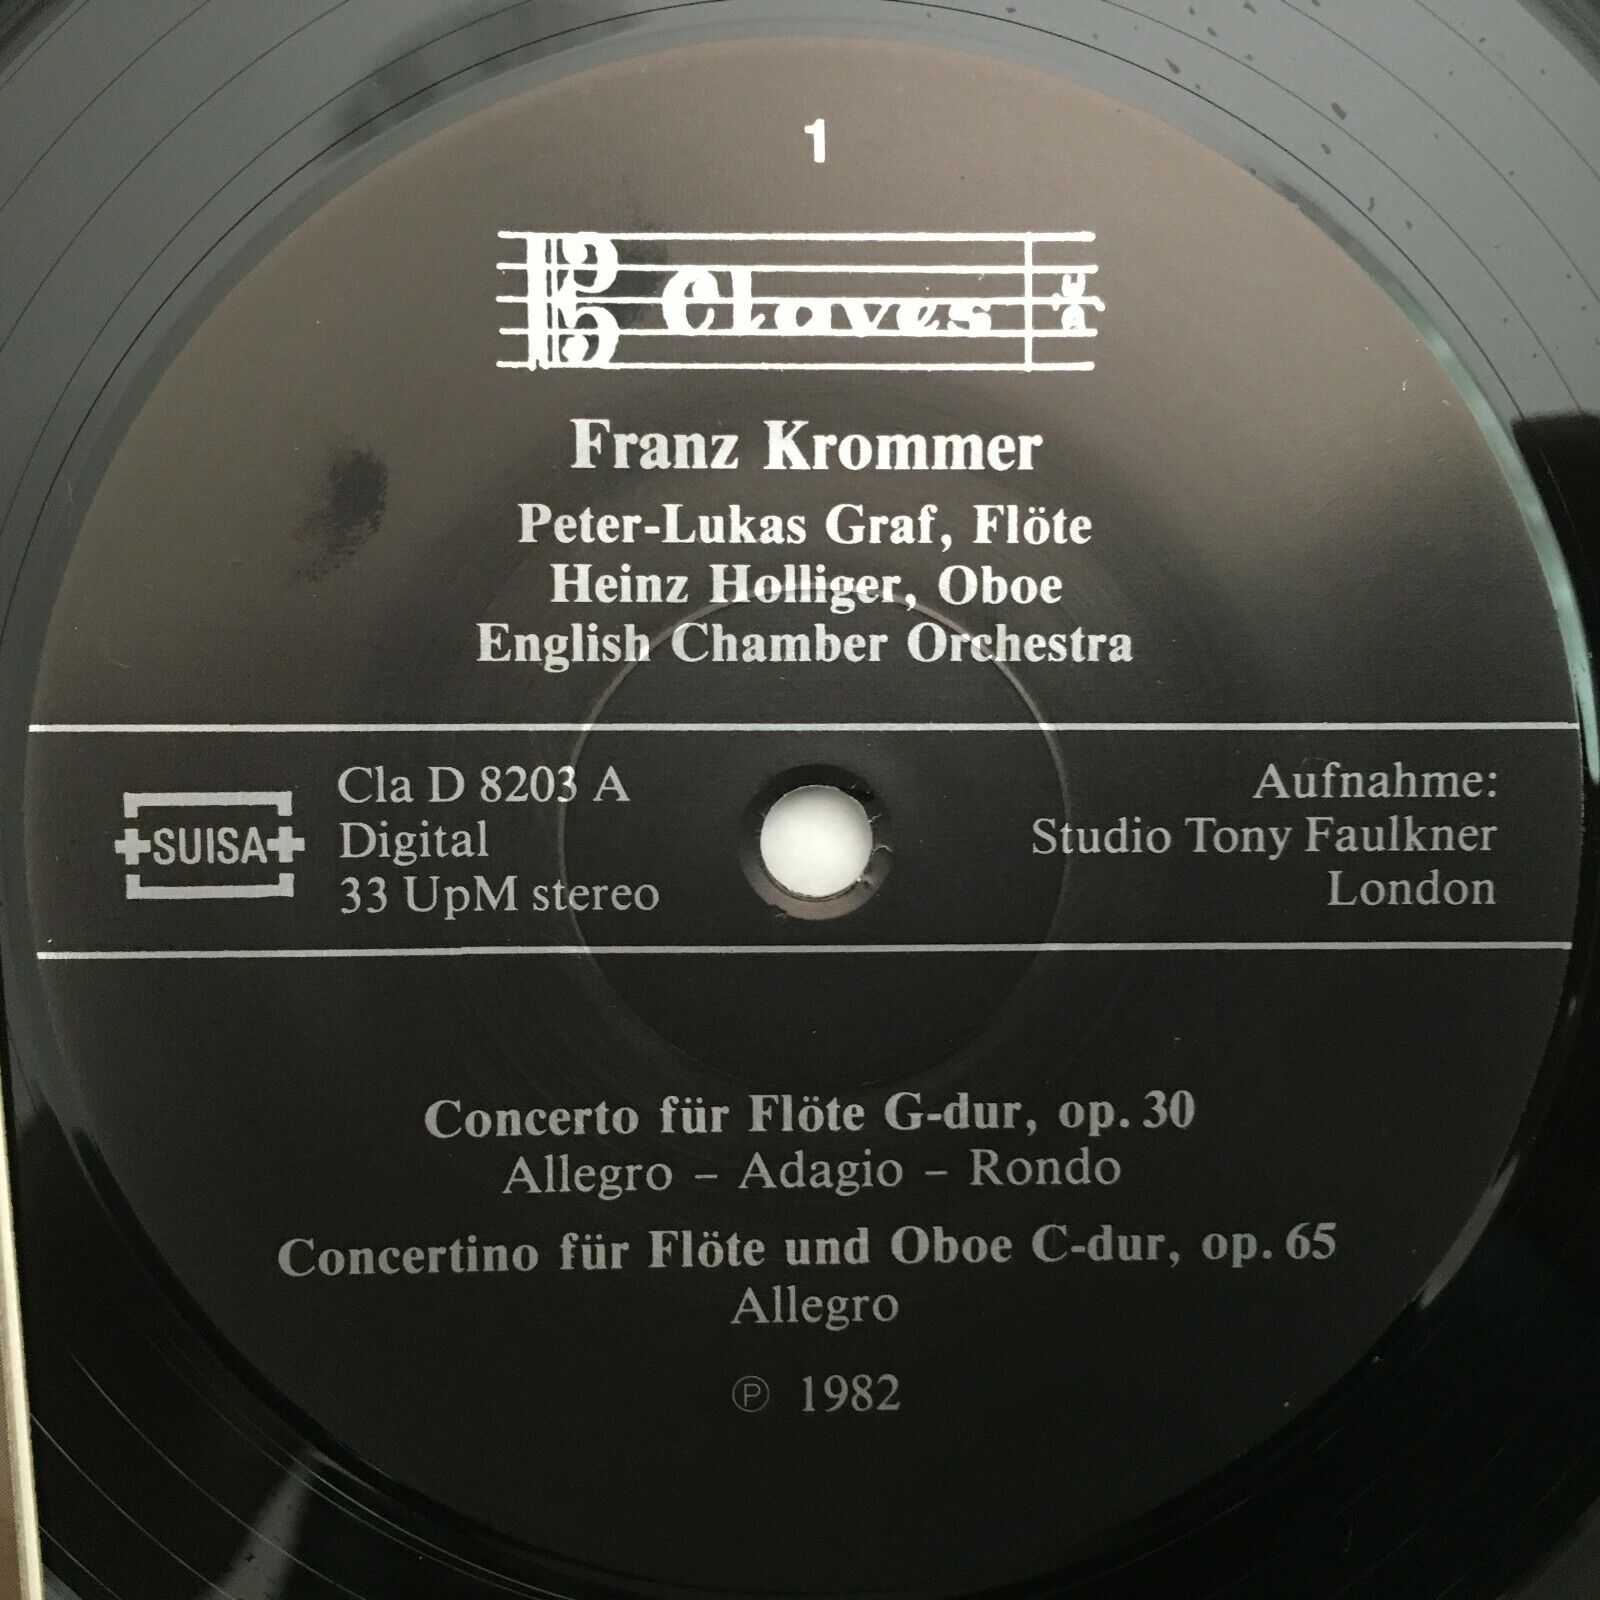 1
Claves
Franz Krommer
Peter-Lukas Graf, Flöte
Heinz Holliger, Oboe
English Chamber Orchestra
SUISA
Cla D 8203 A
Digital
33 UpM stereo
Aufnahme:
Studio Tony Faulkner
London
Concerto für Flöte G-dur, op. 30
Allegro – Adagio – Rondo
Concertino für Flöte und Oboe C-dur, op. 65
Allegro
℗ 1982